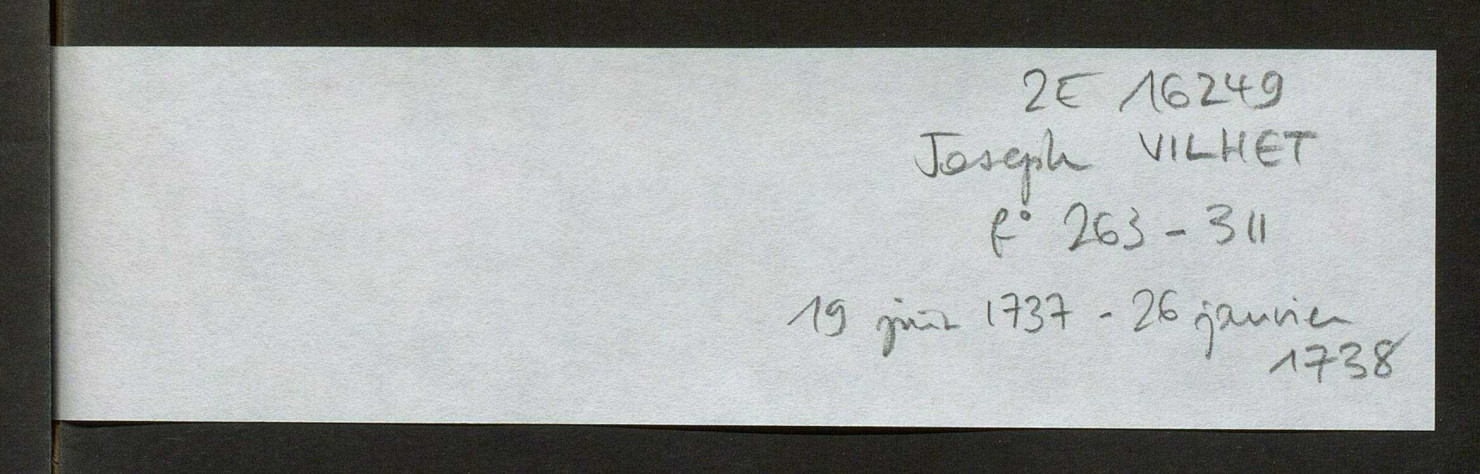 2E 16249
Joseph VILHET
f° 263 - 311
19 juin 1737 - 26 janvier
1738